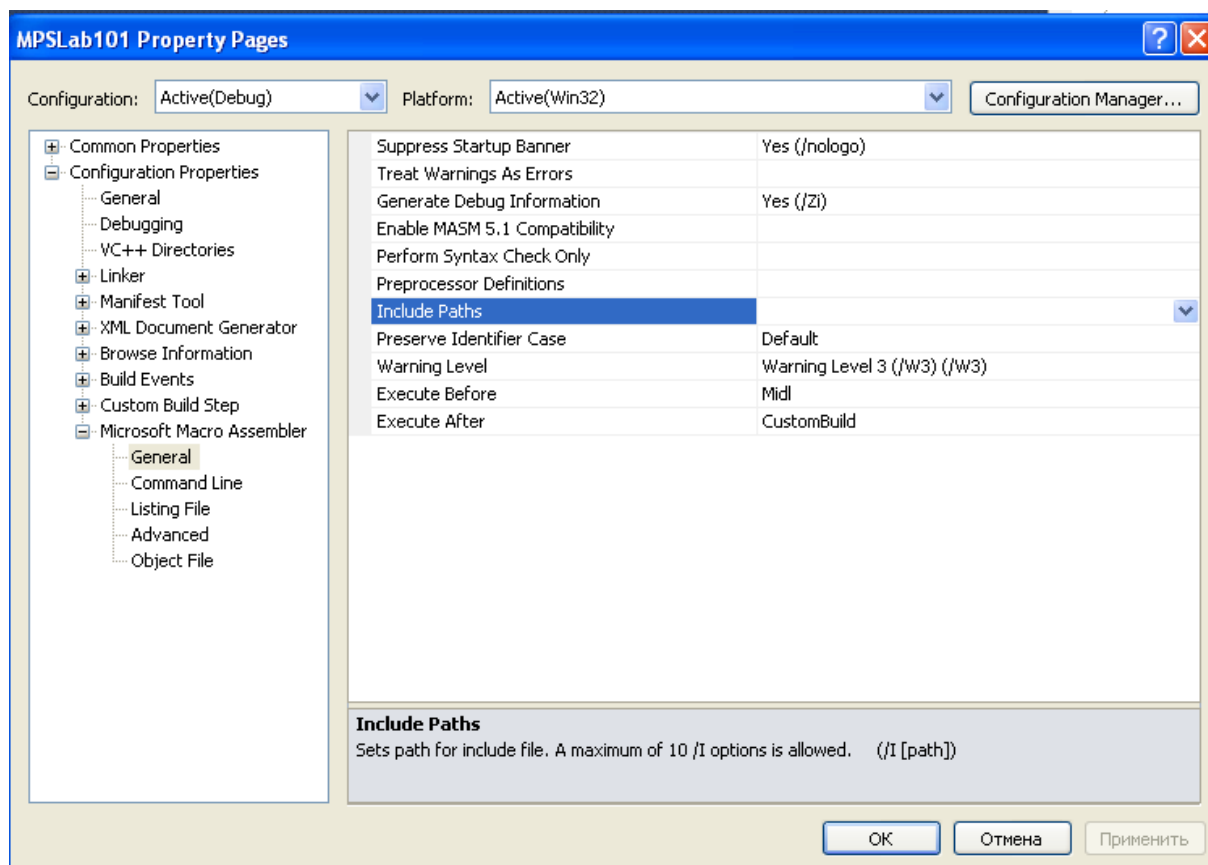 MPSLab101 Property Pages
Configuration: Active(Debug) Platform: Active(Win32) Configuration Manager...
Common Properties
Configuration Properties
General
Debugging
VC++ Directories
Linker
Manifest Tool
XML Document Generator
Browse Information
Build Events
Custom Build Step
Microsoft Macro Assembler
General
Command Line
Listing File
Advanced
Object File
Suppress Startup Banner Yes (/nologo)
Treat Warnings As Errors
Generate Debug Information Yes (/Zi)
Enable MASM 5.1 Compatibility
Perform Syntax Check Only
Preprocessor Definitions
Include Paths
Preserve Identifier Case Default
Warning Level Warning Level 3 (/W3) (/W3)
Execute Before Midl
Execute After CustomBuild
Include Paths
Sets path for include file. A maximum of 10 /I options is allowed. (/I [path])
ОК Отмена Применить